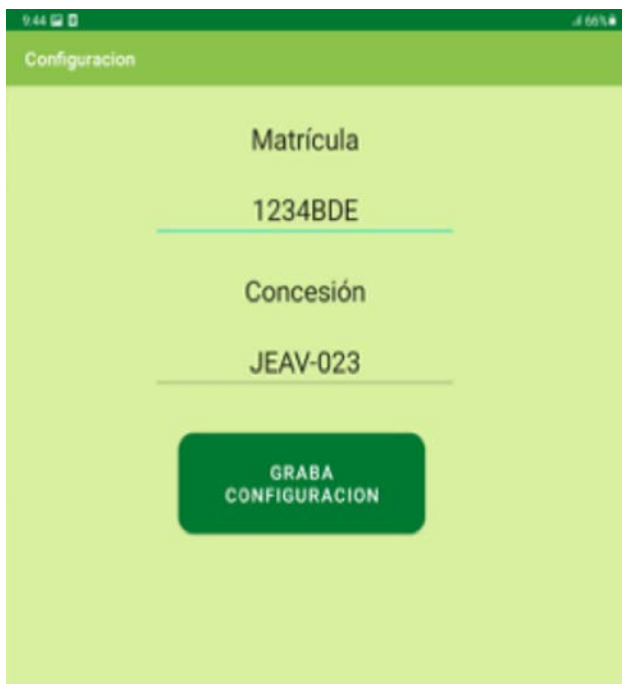 9:44
66%
Configuracion
Matrícula
1234BDE
Concesión
JEAV-023
GRABA
CONFIGURACION